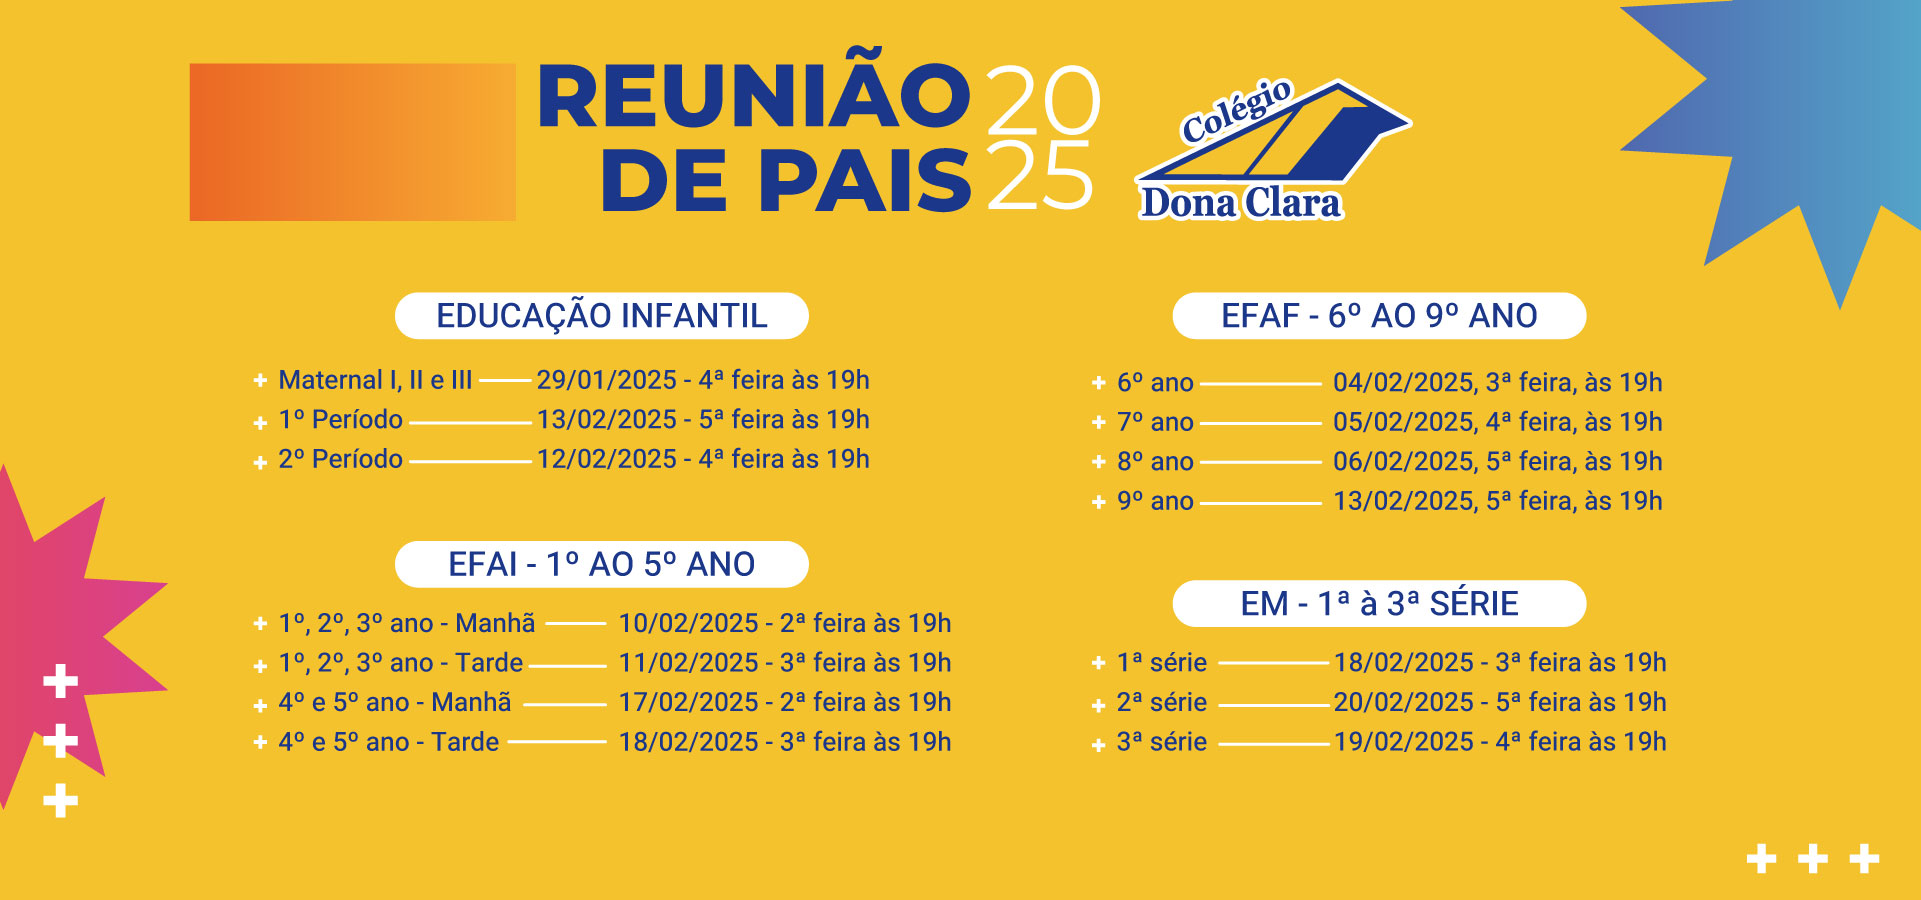 REUNIÃO
DE PAIS
20
25
Colégio
Dona Clara
EDUCAÇÃO INFANTIL
Maternal I, II e III 29/01/2025 - 4ª feira às 19h
1º Período 13/02/2025 - 5ª feira às 19h
2º Período 12/02/2025 - 4ª feira às 19h
EFAI - 1º AO 5º ANO
1º, 2º, 3º ano - Manhã 10/02/2025 - 2ª feira às 19h
1º, 2º, 3º ano - Tarde 11/02/2025 - 3ª feira às 19h
4º e 5º ano - Manhã 17/02/2025 - 2ª feira às 19h
4º e 5º ano - Tarde 18/02/2025 - 3ª feira às 19h
EFAF - 6º AO 9º ANO
6º ano 04/02/2025, 3ª feira, às 19h
7º ano 05/02/2025, 4ª feira, às 19h
8º ano 06/02/2025, 5ª feira, às 19h
9º ano 13/02/2025, 5ª feira, às 19h
EM - 1ª à 3ª SÉRIE
1ª série 18/02/2025 - 3ª feira às 19h
2ª série 20/02/2025 - 5ª feira às 19h
3ª série 19/02/2025 - 4ª feira às 19h